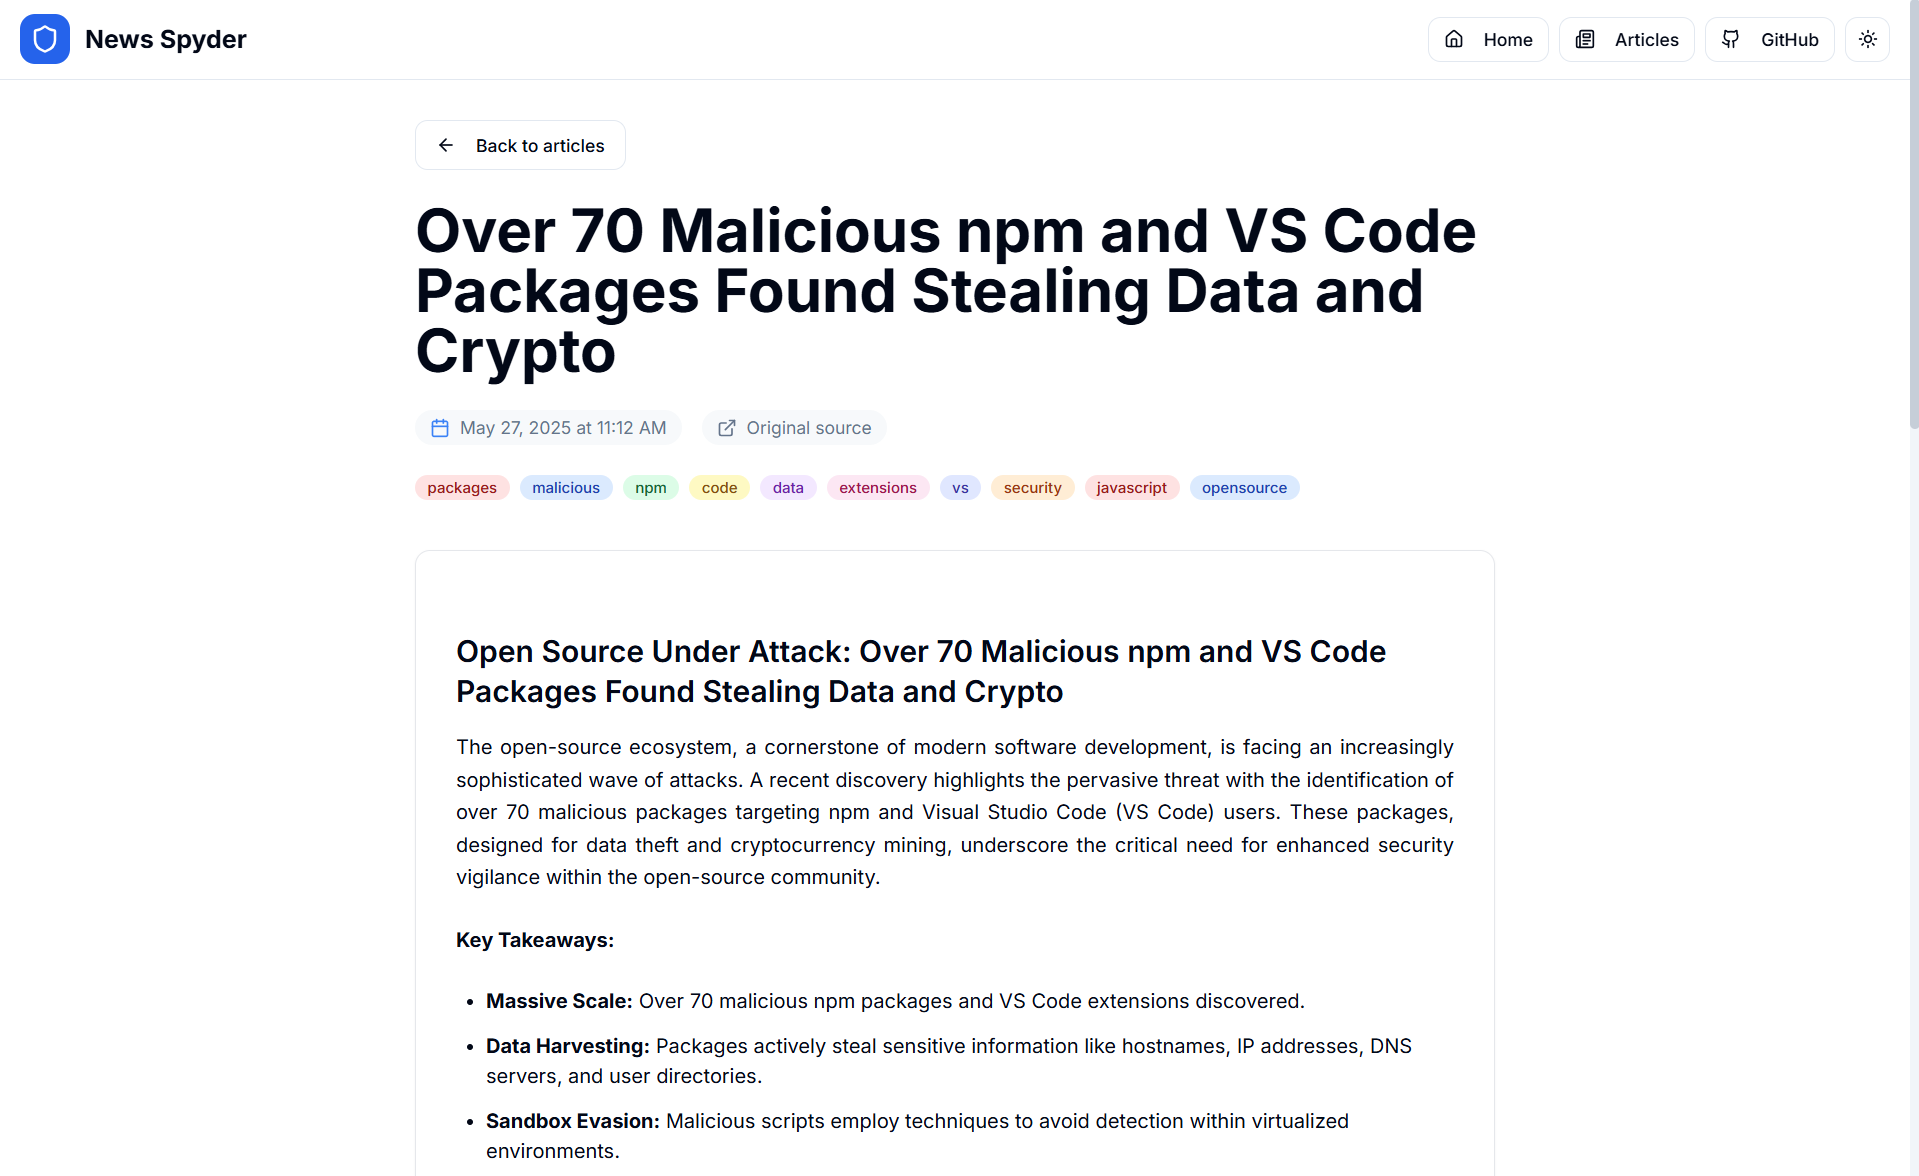 News Spyder
Home
Articles
GitHub
Back to articles
Over 70 Malicious npm and VS Code
Packages Found Stealing Data and
Crypto
May 27, 2025 at 11:12 AM
Original source
packages
malicious
npm
code
data
extensions
vs
security
javascript
opensource
Open Source Under Attack: Over 70 Malicious npm and VS Code
Packages Found Stealing Data and Crypto
The open-source ecosystem, a cornerstone of modern software development, is facing an increasingly
sophisticated wave of attacks. A recent discovery highlights the pervasive threat with the identification of
over 70 malicious packages targeting npm and Visual Studio Code (VS Code) users. These packages,
designed for data theft and cryptocurrency mining, underscore the critical need for enhanced security
vigilance within the open-source community.
Key Takeaways:
• Massive Scale: Over 70 malicious npm packages and VS Code extensions discovered.
• Data Harvesting: Packages actively steal sensitive information like hostnames, IP addresses, DNS
servers, and user directories.
• Sandbox Evasion: Malicious scripts employ techniques to avoid detection within virtualized
environments.